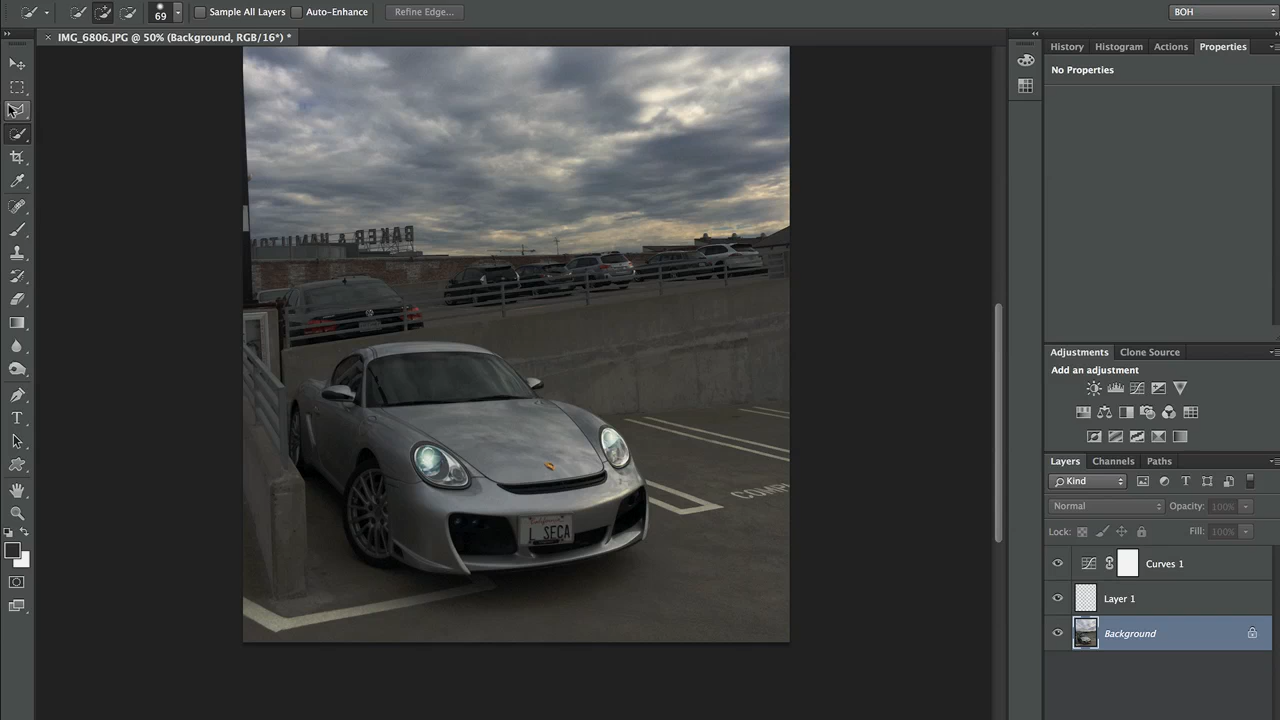 69
Sample All Layers
Auto-Enhance
Refine Edge...
BOH
× IMG_6806.JPG @ 50% (Background, RGB/16*) *
History
Histogram
Actions
Properties
No Properties
BAKER & HAMILTON
L SECA
COMP
Adjustments
Clone Source
Add an adjustment
Layers
Channels
Paths
Kind
Normal
Opacity: 100%
Lock:
Fill: 100%
Curves 1
Layer 1
Background